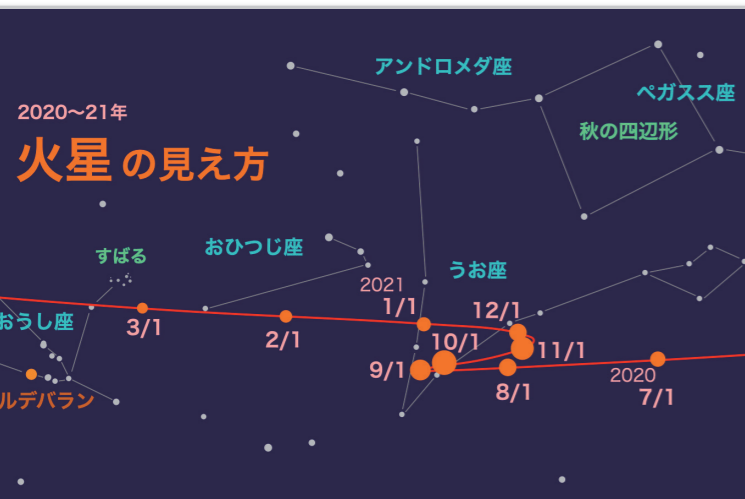 アンドロメダ座
ペガスス座
2020〜21年
秋の四辺形
火星の見え方
すばる
おひつじ座
うお座
2021
1/1
12/1
おうし座
3/1
2/1
10/1
11/1
9/1
2020
8/1
7/1
ルデバラン